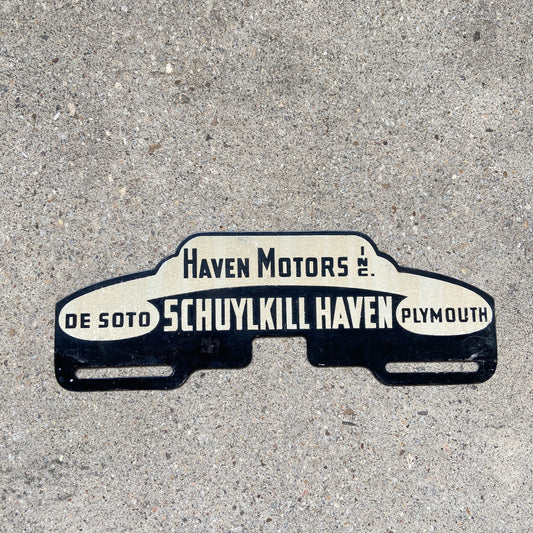 HAVEN MOTORS INC.
DE SOTO SCHUYLKILL HAVEN PLYMOUTH